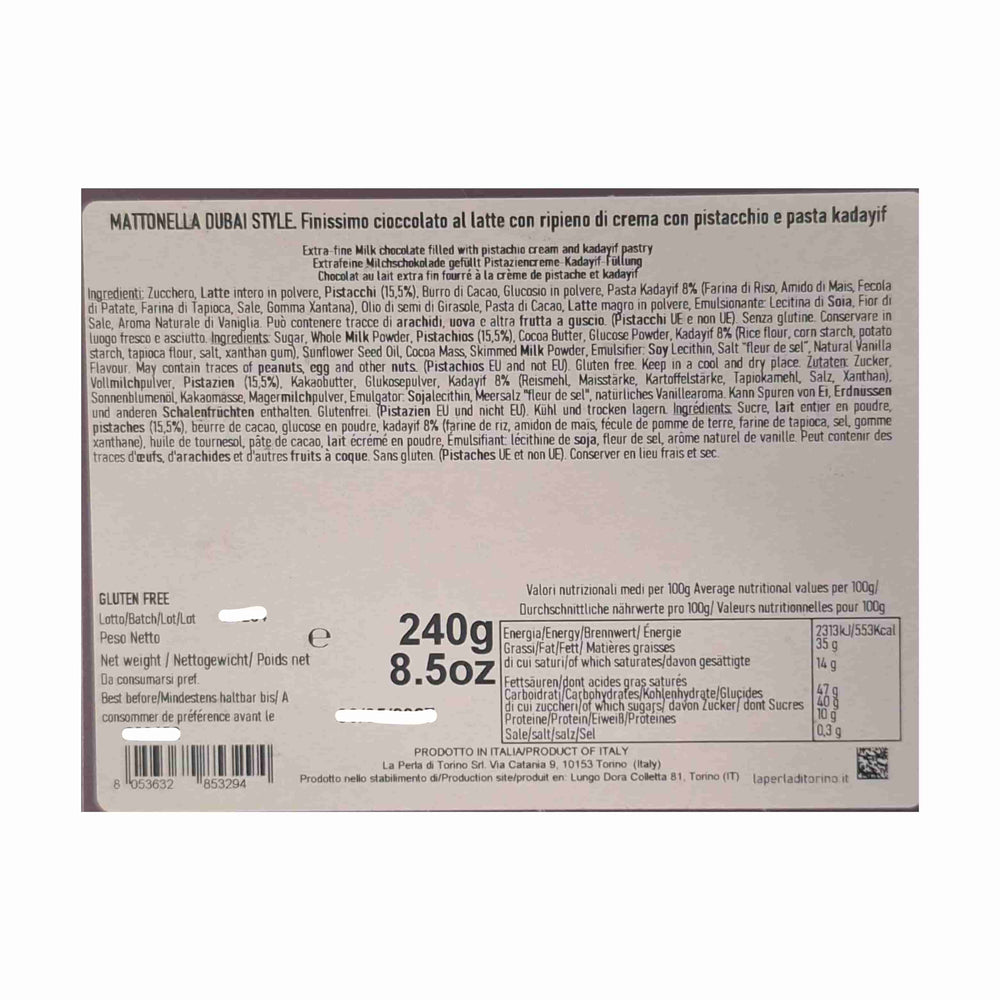 MATTONELLA DUBAI STYLE. Finissimo cioccolato al latte con ripieno di crema con pistacchio e pasta kadayif
Extra-fine Milk chocolate filled with pistachio cream and kadayif pastry
Extrafeine Milchschokolade gefüllt Pistaziencreme-Kadayif-Füllung
Chocolat au lait extra fin fourré à la crème de pistache et kadayif
Ingredienti: Zucchero, Latte intero in polvere, Pistacchi (15,5%), Burro di Cacao, Glucosio in polvere, Pasta Kadayif 8% (Farina di Riso, Amido di Mais, Fecola
di Patate, Farina di Tapioca, Sale, Gomma Xantana), Olio di semi di Girasole, Pasta di Cacao, Latte magro in polvere, Emulsionante: Lecitina di Soia, Fior di
Sale, Aroma Naturale di Vaniglia. Può contenere tracce di arachidi, uova e altra frutta a guscio. (Pistacchi UE e non UE). Senza glutine. Conservare in
luogo fresco e asciutto. Ingredients: Sugar, Whole Milk Powder, Pistachios (15,5%), Cocoa Butter, Glucose Powder, Kadayif 8% (Rice flour, corn starch, potato
starch, tapioca flour, salt, xanthan gum), Sunflower Seed Oil, Cocoa Mass, Skimmed Milk Powder, Emulsifier: Soy Lecithin, Salt "fleur de sel", Natural Vanilla
Flavour. May contain traces of peanuts, egg and other nuts. (Pistachios EU and not EU). Gluten free. Keep in a cool and dry place. Zutaten: Zucker,
Vollmilchpulver, Pistazien (15,5%), Kakaobutter, Glukosepulver, Kadayif 8% (Reismehl, Maisstärke, Kartoffelstärke, Tapiokamehl, Salz, Xanthan),
Sonnenblumenöl, Kakaomasse, Magermilchpulver, Emulgator: Sojalecithin, Meersalz "fleur de sel", natürliches Vanillearoma. Kann Spuren von Ei, Erdnüssen
und anderen Schalenfrüchten enthalten. Glutenfrei. (Pistazien EU und nicht EU). Kühl und trocken lagern. Ingrédients: Sucre, lait entier en poudre,
pistaches (15,5%), beurre de cacao, glucose en poudre, kadayif 8% (farine de riz, amidon de mais, fécule de pomme de terre, farine de tapioca, sel, gomme
xanthane), huile de tournesol, pâte de cacao, lait écrémé en poudre, Émulsifiant: lécithine de soja, fleur de sel, arôme naturel de vanille. Peut contenir des
traces d'œufs, d'arachides et d'autres fruits à coque. Sans gluten. (Pistaches UE et non UE). Conserver en lieu frais et sec.
GLUTEN FREE
Lotto/Batch/Lot/Lot
Peso Netto
Net weight / Nettogewicht/ Poids net
Da consumarsi pref.
Best before/Mindestens haltbar bis/ A
consommer de préférence avant le
e
240g
8.5oz
Valori nutrizionali medi per 100g Average nutritional values per 100g/
Durchschnittliche nährwerte pro 100g/ Valeurs nutritionnelles pour 100g
Energia/Energy/Brennwert/ Énergie 2313kJ/553Kcal
Grassi/Fat/Fett/ Matières graisses 35 g
di cui saturi/of which saturates/davon gesättigte 14 g
Fettsäuren/dont acides gras saturés
Carboidrati/Carbohydrates/Kohlenhydrate/Glucides 47 g
di cui zuccheri/of which sugars/ davon Zucker/ dont Sucres 40 g
Proteine/Protein/Eiweiß/Protéines 10 g
Sale/salt/salz/Sel 0,3 g
8 053632 853294
PRODOTTO IN ITALIA/PRODUCT OF ITALY
La Perla di Torino Srl. Via Catania 9, 10153 Torino (Italy)
Prodotto nello stabilimento di/Production site/produit en: Lungo Dora Colletta 81, Torino (IT) laperladitorino.it